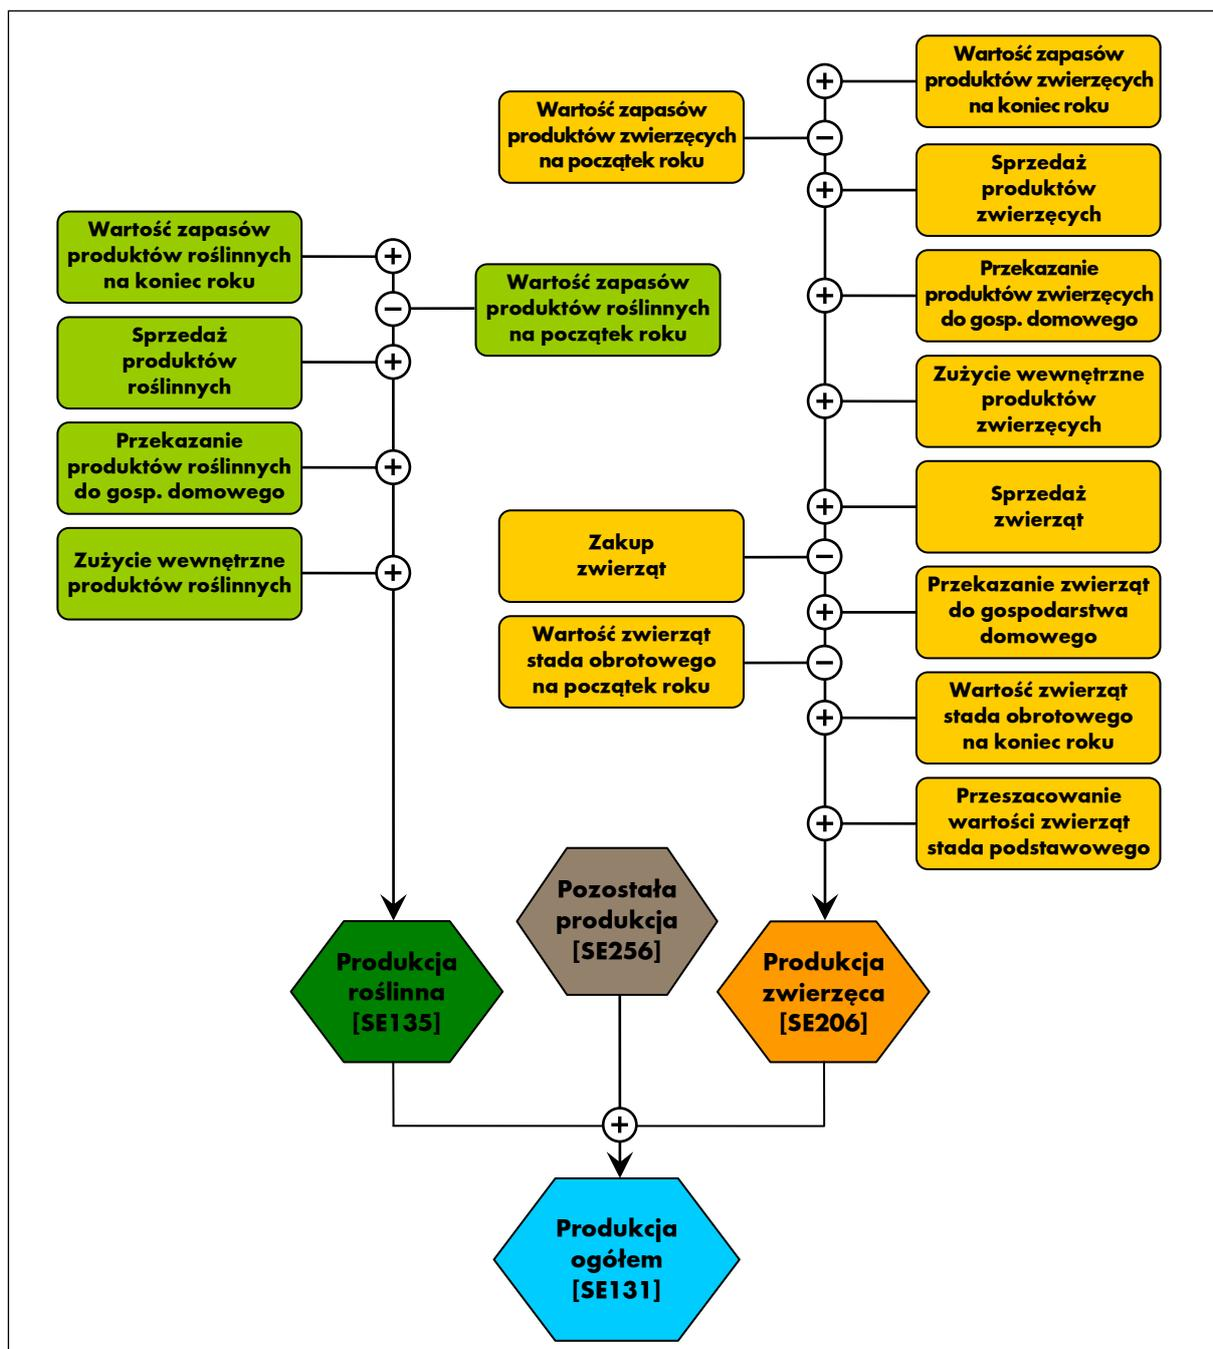 Wartość zapasów
produktów roślinnych
na koniec roku
Wartość zapasów
produktów roślinnych
na początek roku
Sprzedaż
produktów
roślinnych
Przekazanie
produktów roślinnych
do gosp. domowego
Zużycie wewnętrzne
produktów roślinnych
Wartość zapasów
produktów zwierzęcych
na koniec roku
Wartość zapasów
produktów zwierzęcych
na początek roku
Sprzedaż
produktów
zwierzęcych
Przekazanie
produktów zwierzęcych
do gosp. domowego
Zużycie wewnętrzne
produktów
zwierzęcych
Sprzedaż
zwierząt
Zakup
zwierząt
Przekazanie zwierząt
do gospodarstwa
domowego
Wartość zwierząt
stada obrotowego
na początek roku
Wartość zwierząt
stada obrotowego
na koniec roku
Przeszacowanie
wartości zwierząt
stada podstawowego
Produkcja
roślinna
[SE135]
Pozostała
produkcja
[SE256]
Produkcja
zwierzęca
[SE206]
Produkcja
ogółem
[SE131]